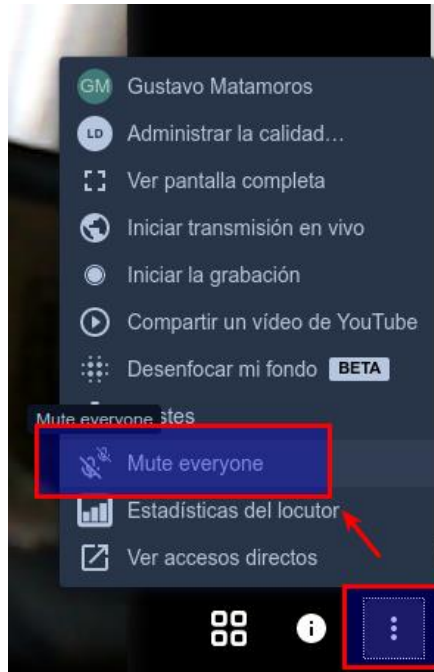 GM Gustavo Matamoros
LD Administrar la calidad...
Ver pantalla completa
Iniciar transmisión en vivo
Iniciar la grabación
Compartir un vídeo de YouTube
Desenfocar mi fondo BETA
Mute everyone stes
Mute everyone
Estadísticas del locutor
Ver accesos directos